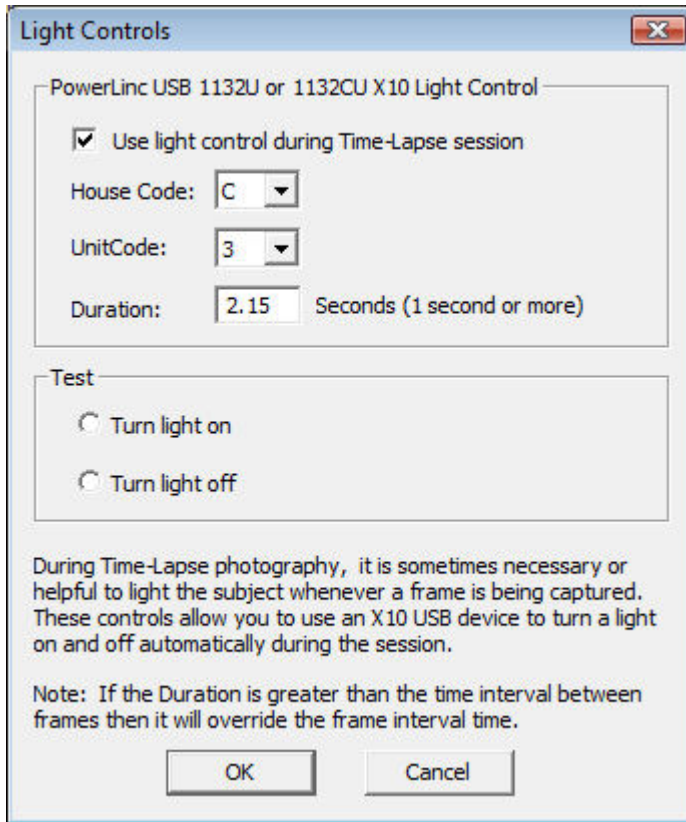 Light Controls
PowerLinc USB 1132U or 1132CU X10 Light Control
Use light control during Time-Lapse session
House Code: C
UnitCode: 3
Duration: 2.15 Seconds (1 second or more)
Test
Turn light on
Turn light off
During Time-Lapse photography, it is sometimes necessary or
helpful to light the subject whenever a frame is being captured.
These controls allow you to use an X10 USB device to turn a light
on and off automatically during the session.
Note: If the Duration is greater than the time interval between
frames then it will override the frame interval time.
OK Cancel